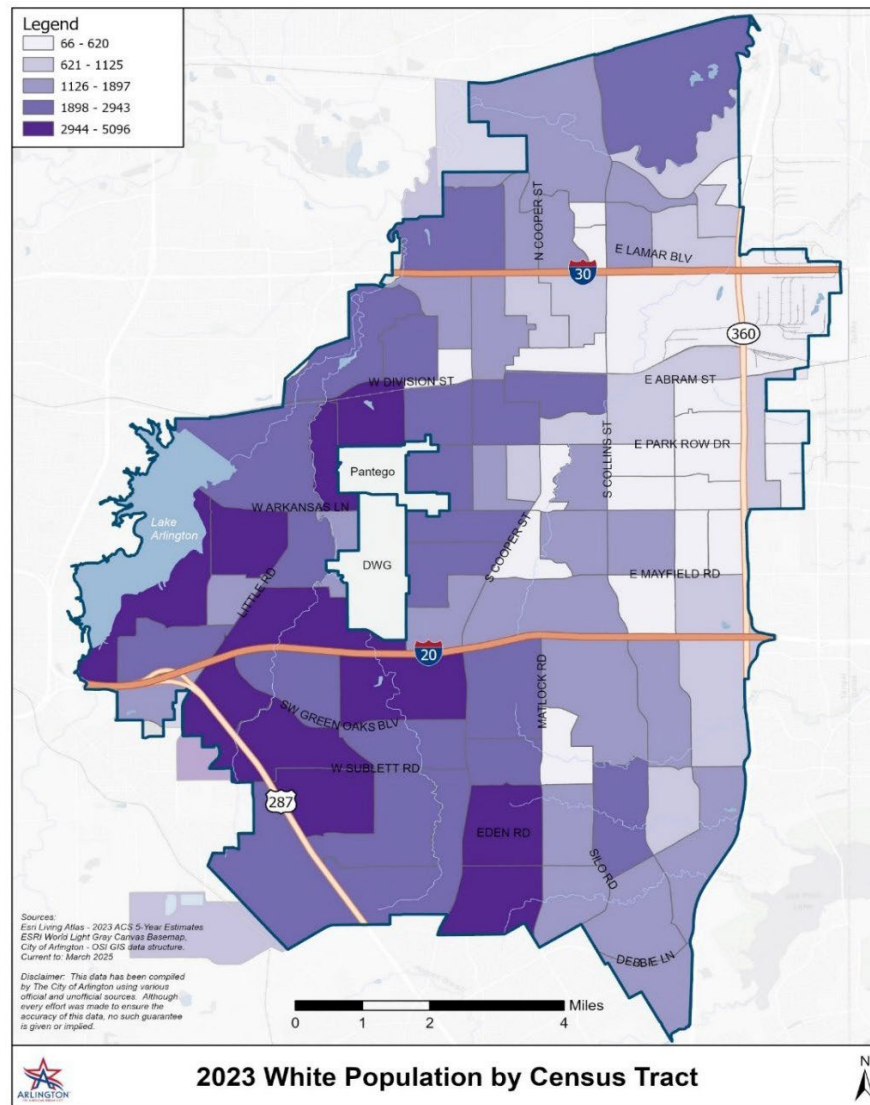 Legend
66 - 620
621 - 1125
1126 - 1897
1898 - 2943
2944 - 5096
N COOPER ST
E LAMAR BLV
30
360
W DIVISION ST
E ABRAM ST
S COLLINS ST
E PARK ROW DR
Pantego
W ARKANSAS LN
Lake
Arlington
S COOPER ST
DWG
E MAYFIELD RD
LITTLE RD
20
MATLOCK RD
SW GREEN OAKS BLV
W SUBLETT RD
287
EDEN RD
SILO RD
DEBBIE LN
Sources:
Esri Living Atlas - 2023 ACS 5-Year Estimates
ESRI World Light Gray Canvas Basemap,
City of Arlington - OSI GIS data structure.
Current to: March 2025
Disclaimer: This data has been compiled
by The City of Arlington using various
official and unofficial sources. Although
every effort was made to ensure the
accuracy of this data, no such guarantee
is given or implied.
Miles
0 1 2 4
2023 White Population by Census Tract
N
ARLINGTON